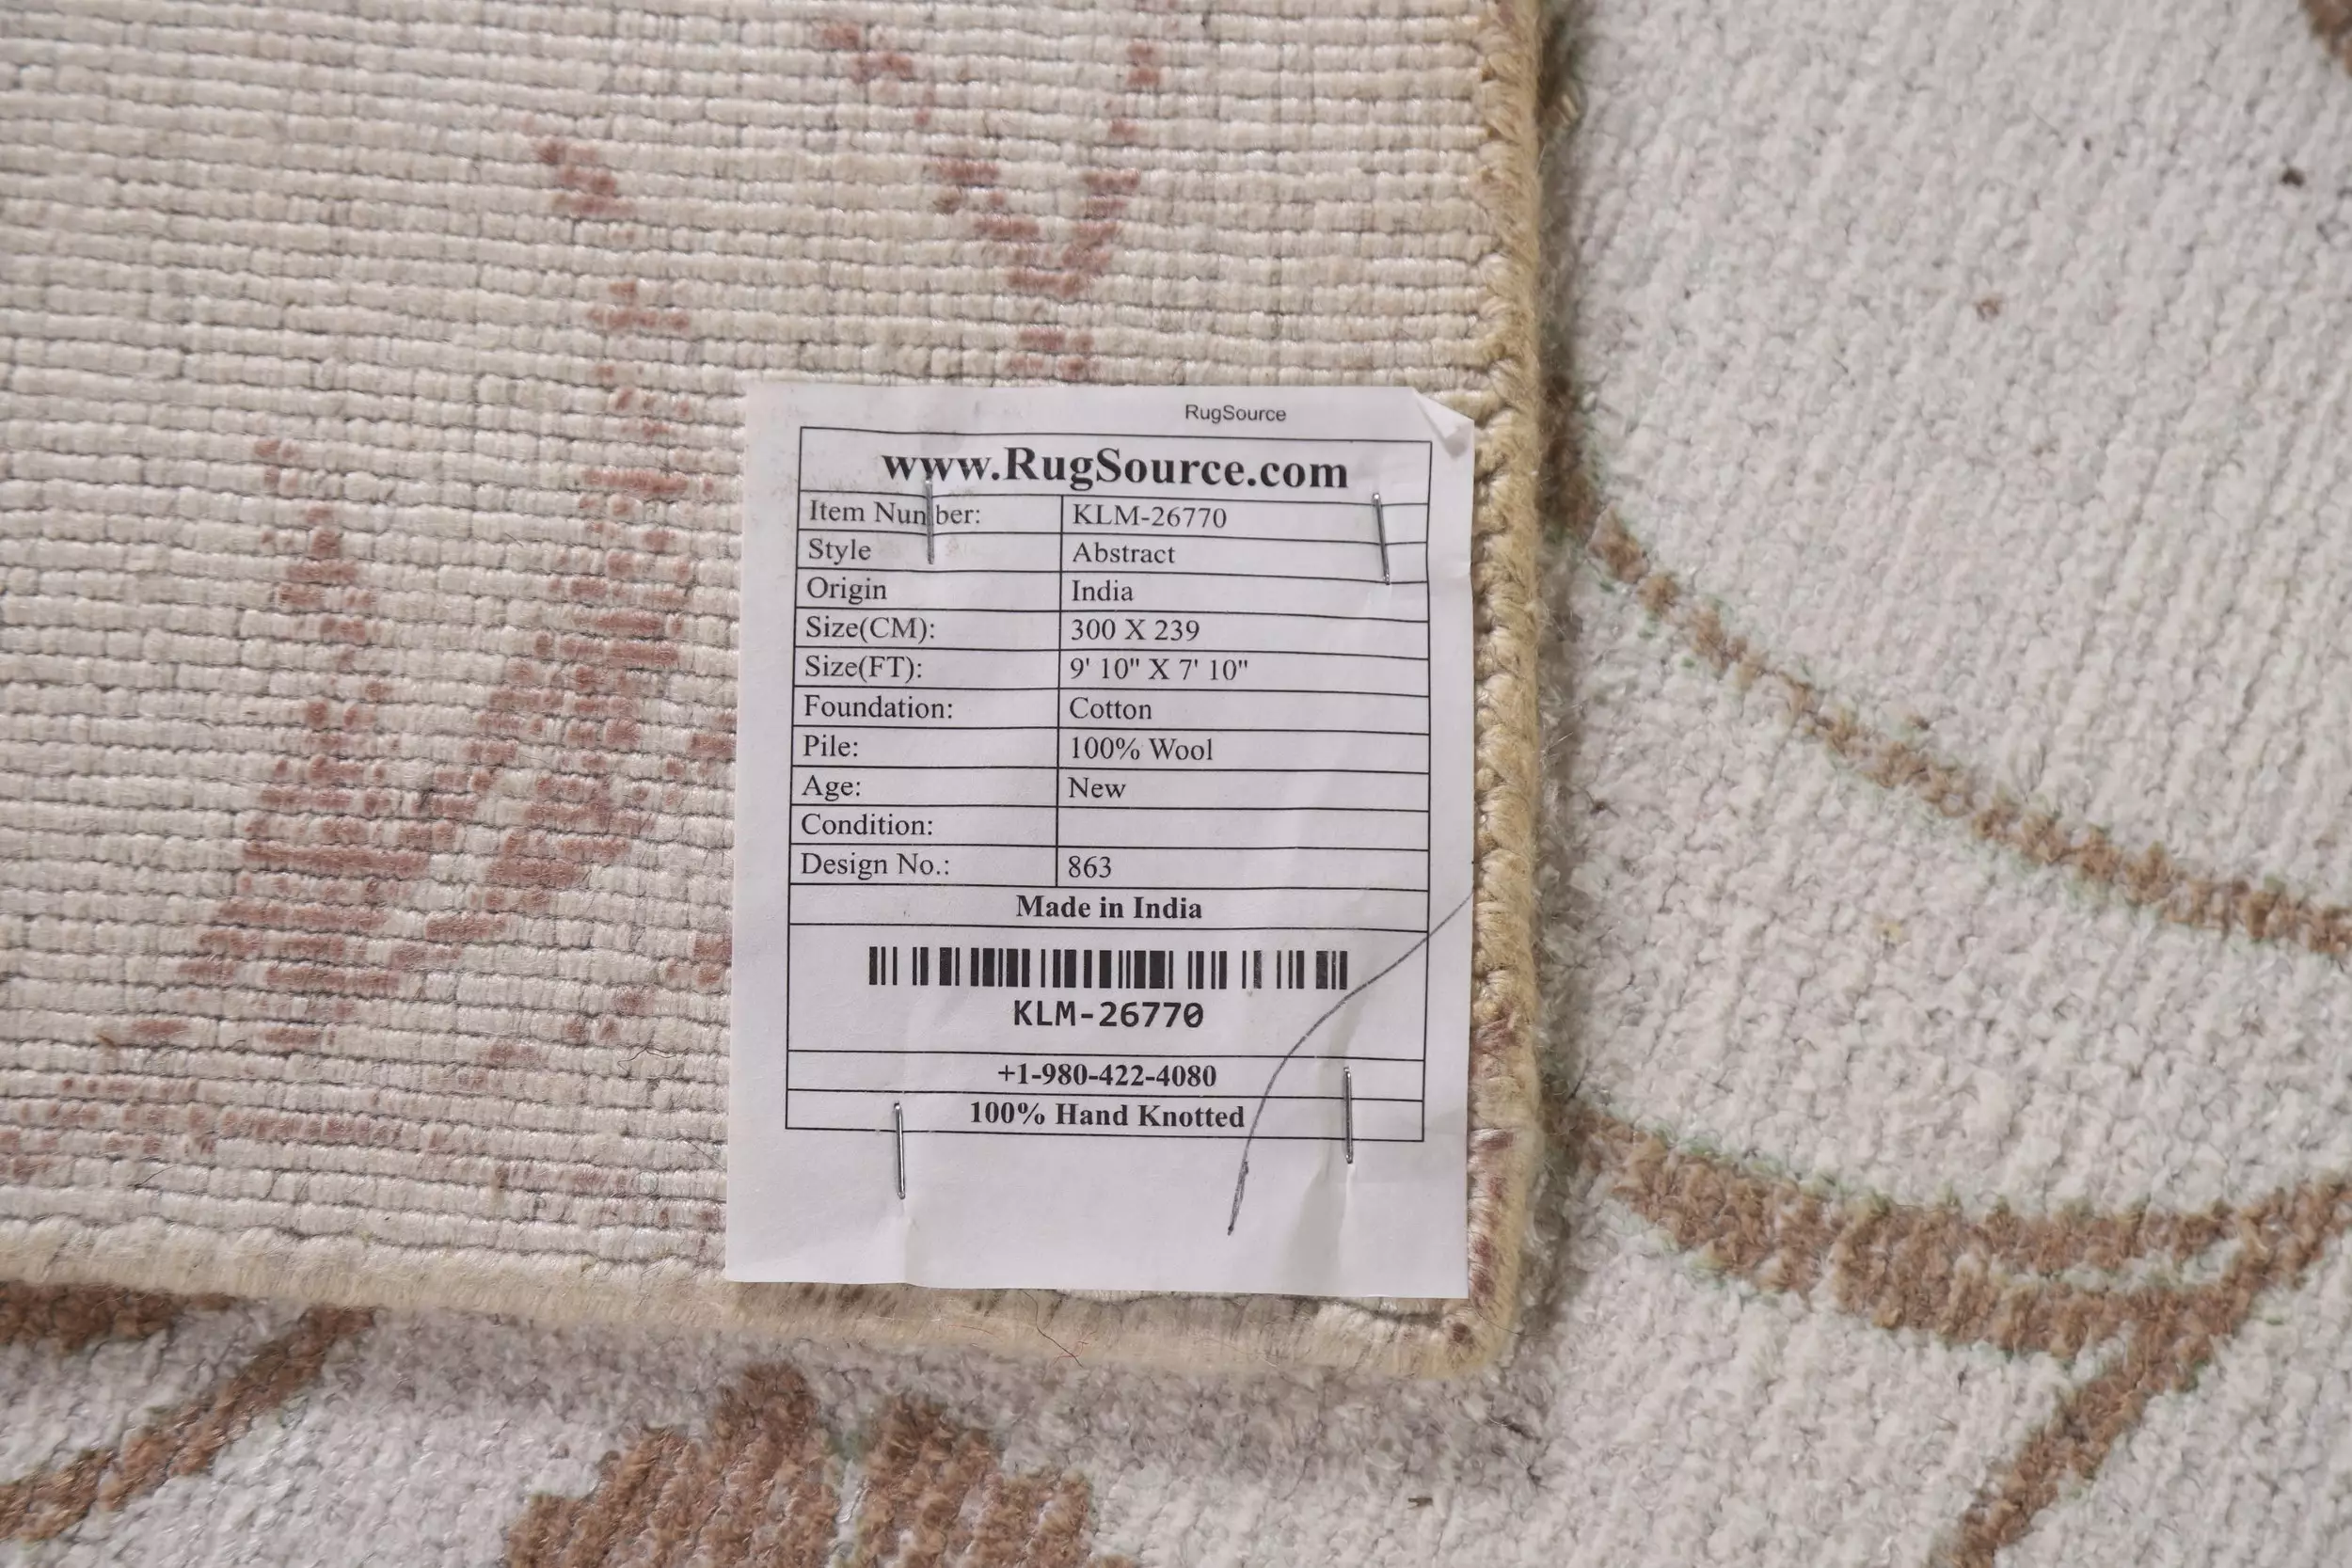 RugSource
www.RugSource.com
Item Number: KLM-26770
Style Abstract
Origin India
Size(CM): 300 X 239
Size(FT): 9' 10" X 7' 10"
Foundation: Cotton
Pile: 100% Wool
Age: New
Condition:
Design No.: 863
Made in India
KLM-26770
+1-980-422-4080
100% Hand Knotted